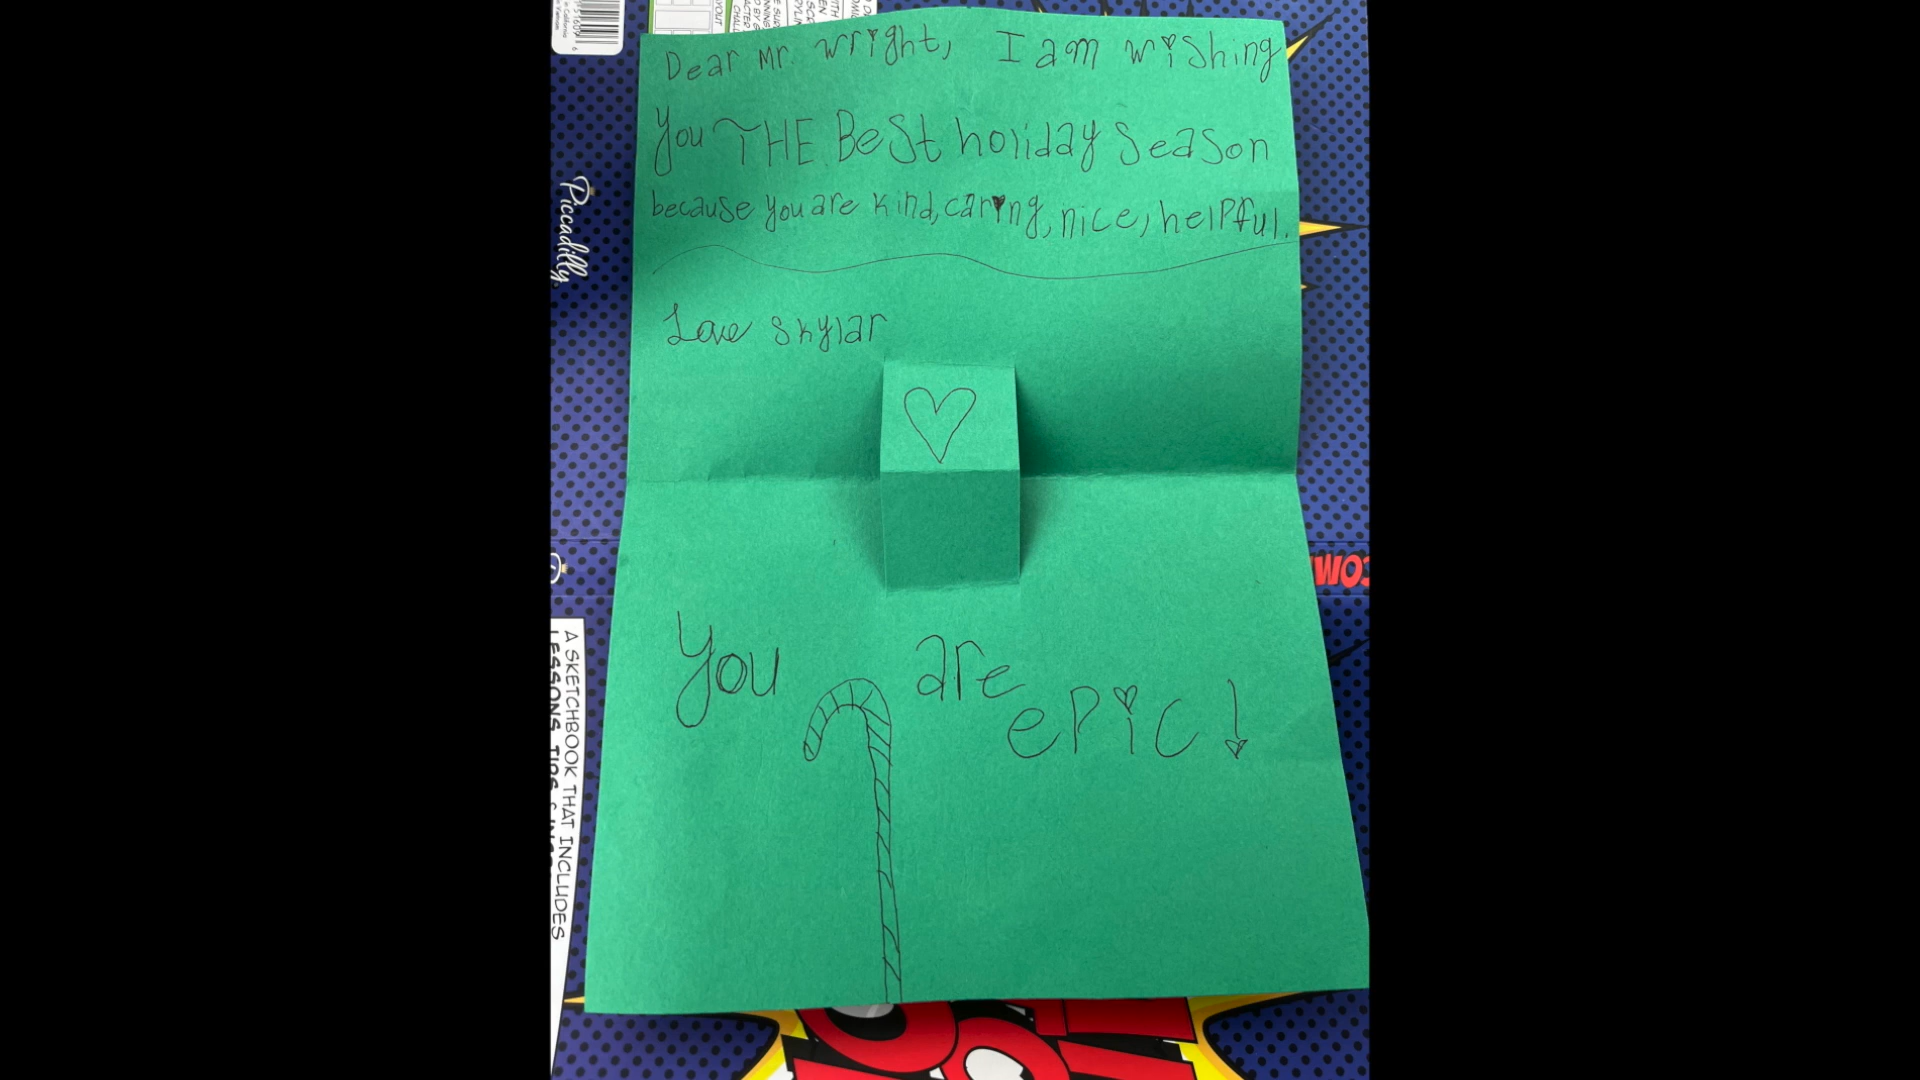 Dear Mr. Wright, I am wishing
you THE BeSt holiday season
because you are kind, caring, nice, helpful.
Love Skylar
You are
ePic!
Piccadilly
A SKETCHBOOK THAT INCLUDES